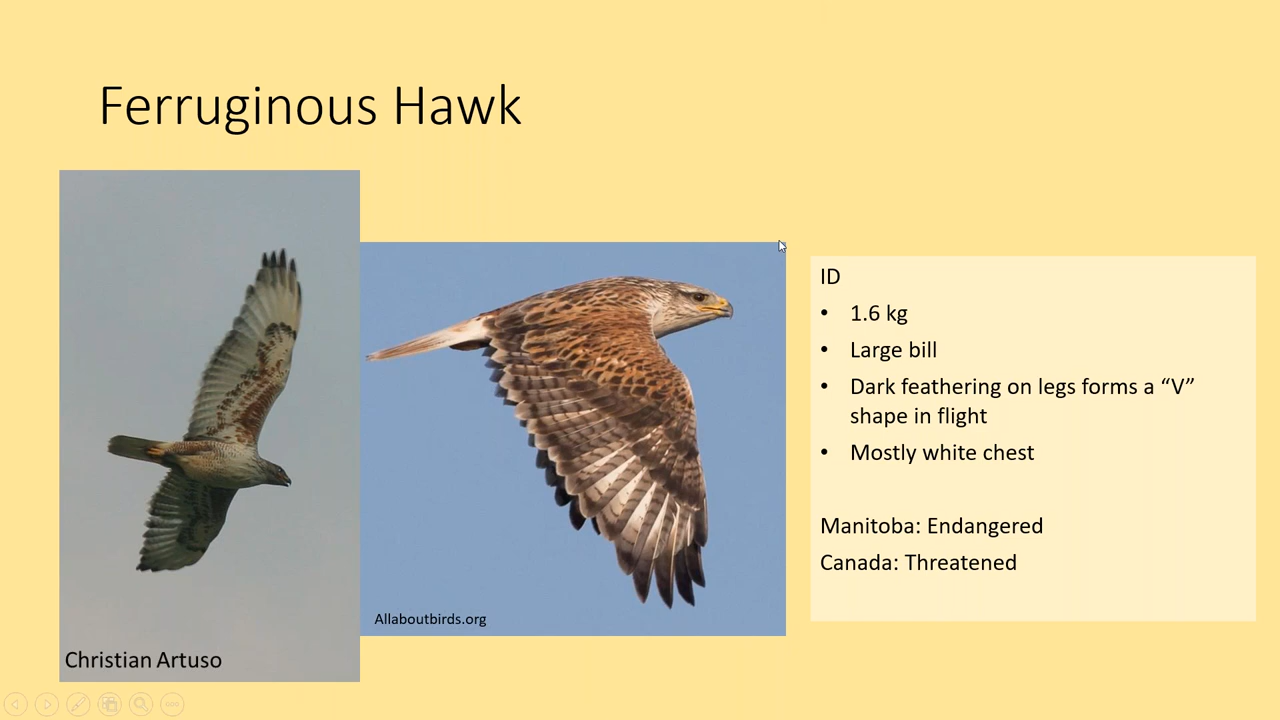 Ferruginous Hawk
ID
• 1.6 kg
• Large bill
• Dark feathering on legs forms a “V”
shape in flight
• Mostly white chest
Manitoba: Endangered
Canada: Threatened
Allaboutbirds.org
Christian Artuso